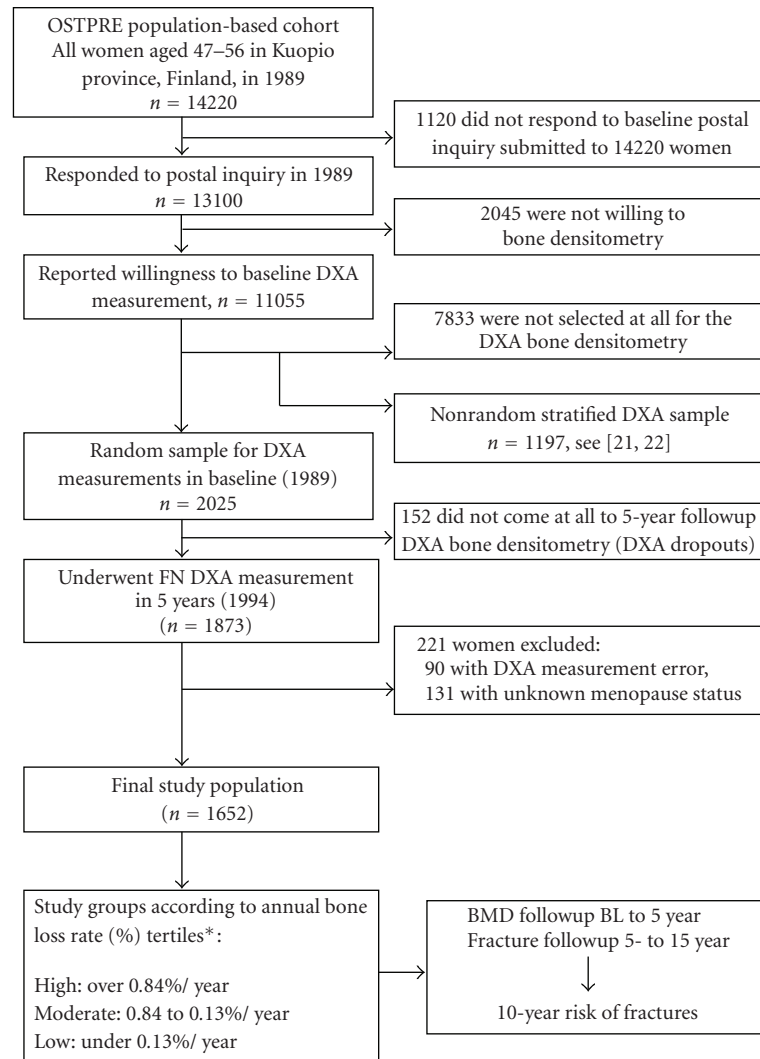 OSTPRE population-based cohort
All women aged 47–56 in Kuopio
province, Finland, in 1989
n = 14220
1120 did not respond to baseline postal
inquiry submitted to 14220 women
Responded to postal inquiry in 1989
n = 13100
2045 were not willing to
bone densitometry
Reported willingness to baseline DXA
measurement, n = 11055
7833 were not selected at all for the
DXA bone densitometry
Nonrandom stratified DXA sample
n = 1197, see [21, 22]
Random sample for DXA
measurements in baseline (1989)
n = 2025
152 did not come at all to 5-year followup
DXA bone densitometry (DXA dropouts)
Underwent FN DXA measurement
in 5 years (1994)
(n = 1873)
221 women excluded:
90 with DXA measurement error,
131 with unknown menopause status
Final study population
(n = 1652)
Study groups according to annual bone
loss rate (%) tertiles*:
High: over 0.84%/ year
Moderate: 0.84 to 0.13%/ year
Low: under 0.13%/ year
BMD followup BL to 5 year
Fracture followup 5- to 15 year
10-year risk of fractures